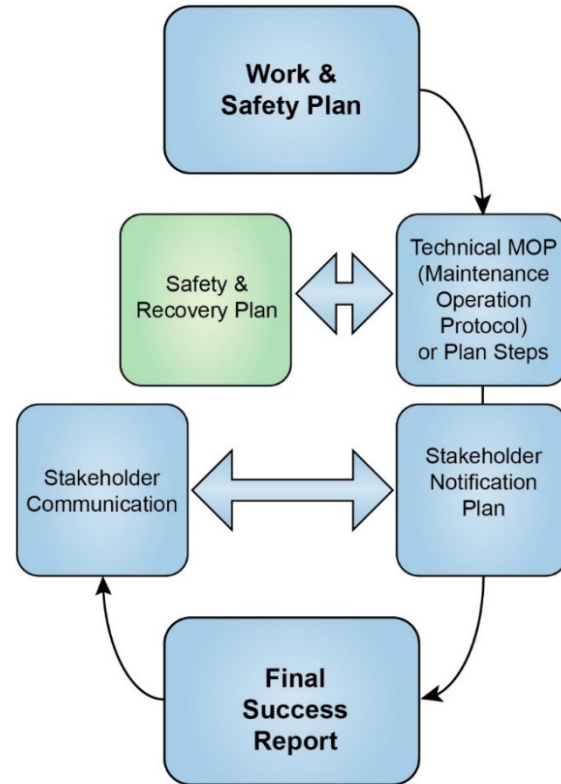 Work &
Safety Plan
Safety &
Recovery Plan
Technical MOP
(Maintenance
Operation
Protocol)
or Plan Steps
Stakeholder
Communication
Stakeholder
Notification
Plan
Final
Success
Report